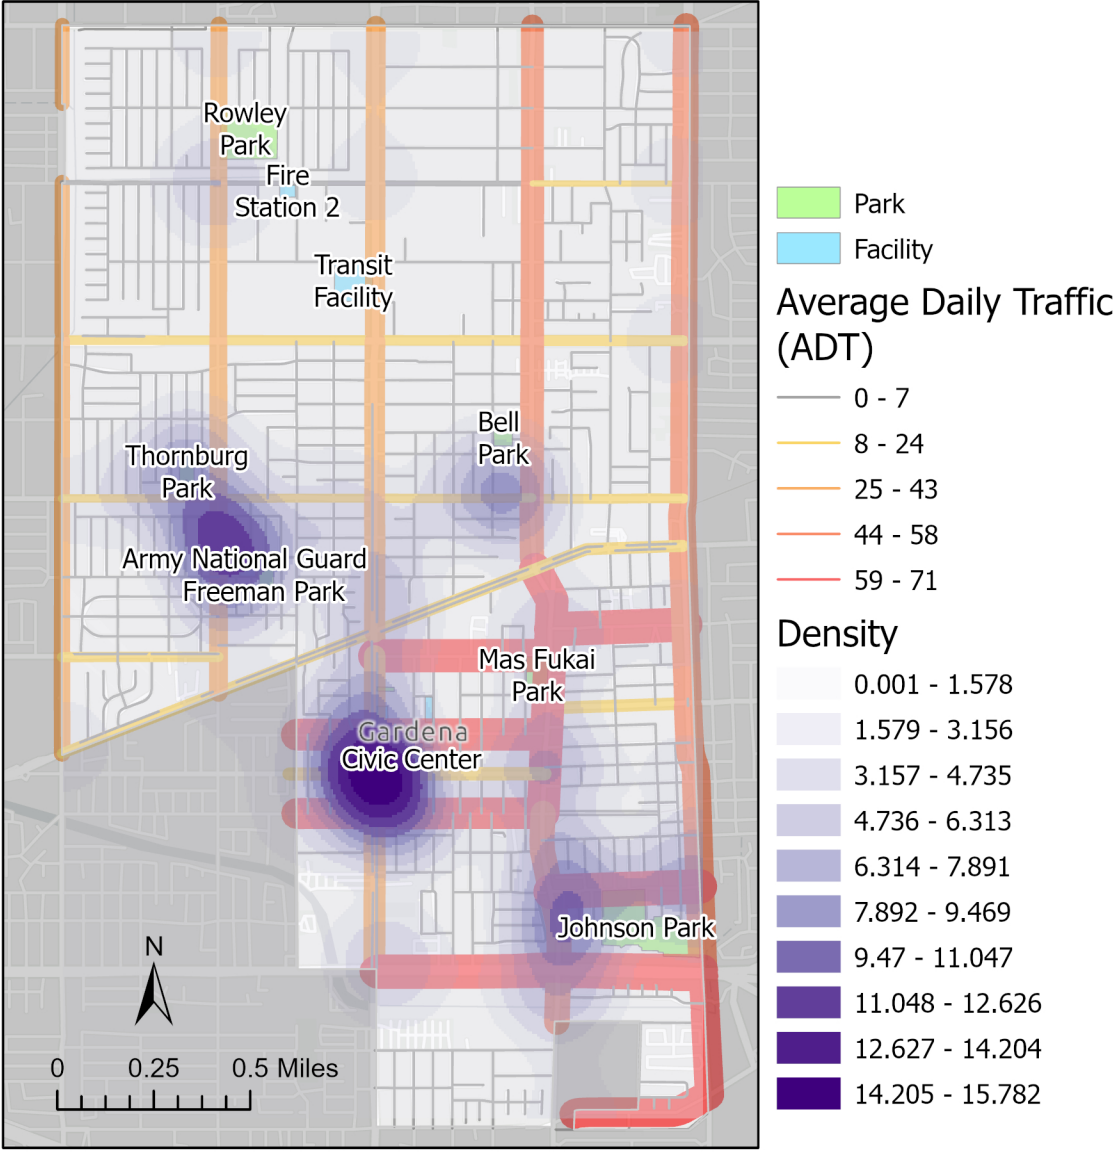 Rowley
Park
Fire
Station 2
Transit
Facility
Bell
Park
Thornburg
Park
Army National Guard
Freeman Park
Mas Fukai
Park
Gardena
Civic Center
Johnson Park
N
0 0.25 0.5 Miles
Park
Facility
Average Daily Traffic
(ADT)
0 - 7
8 - 24
25 - 43
44 - 58
59 - 71
Density
0.001 - 1.578
1.579 - 3.156
3.157 - 4.735
4.736 - 6.313
6.314 - 7.891
7.892 - 9.469
9.47 - 11.047
11.048 - 12.626
12.627 - 14.204
14.205 - 15.782